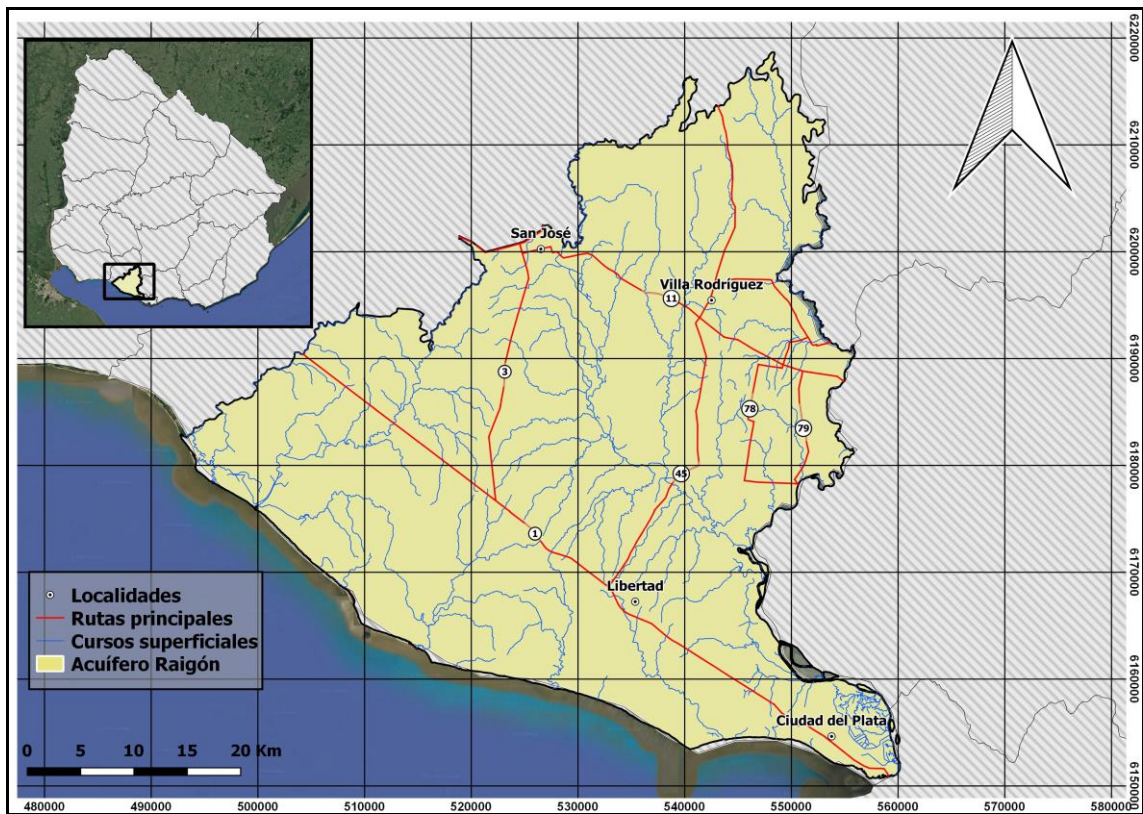 6220000
6210000
San José
6200000
Villa Rodríguez
11
6190000
3
78
79
6180000
45
1
6170000
Libertad
Localidades
Rutas principales
Cursos superficiales
Acuífero Raigón
6160000
Ciudad del Plata
0 5 10 15 20 Km
6150000
480000 490000 500000 510000 520000 530000 540000 550000 560000 570000 580000